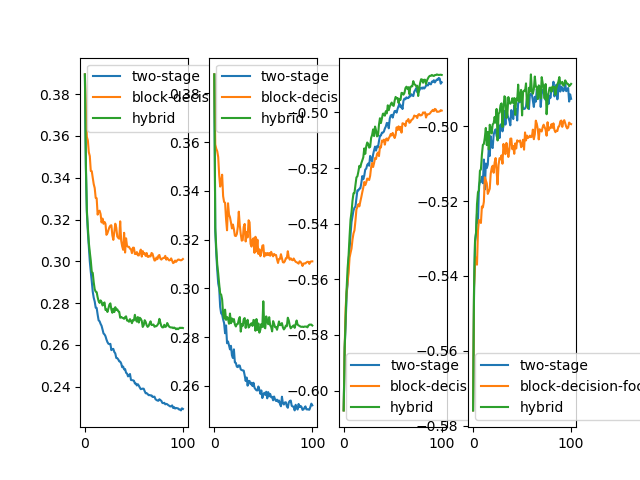 0.38
0.36
0.34
0.32
0.30
0.28
0.26
0.24
0
100
two-stage
block-decis
hybrid
0.38
0.36
0.34
0.32
0.30
0.28
0.26
0
100
two-stage
block-decis
hybrid
−0.50
−0.52
−0.54
−0.56
−0.58
−0.60
0
100
two-stage
block-decis
hybrid
−0.50
−0.52
−0.54
−0.56
−0.58
0
100
two-stage
block-decision-foc
hybrid